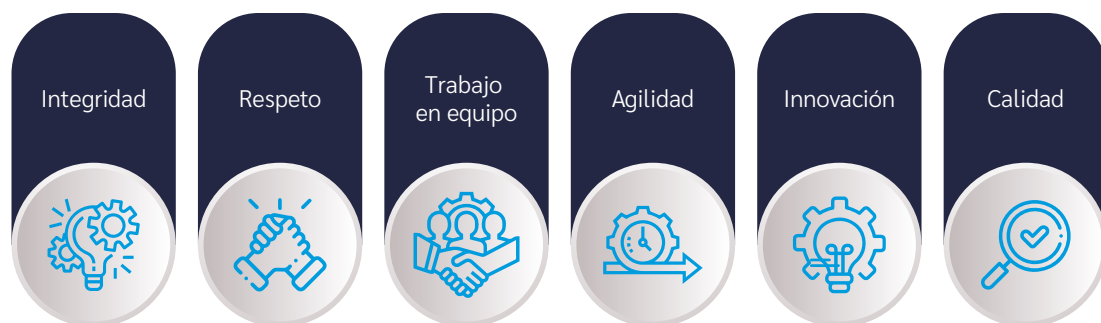 Integridad
Respeto
Trabajo
en equipo
Agilidad
Innovación
Calidad